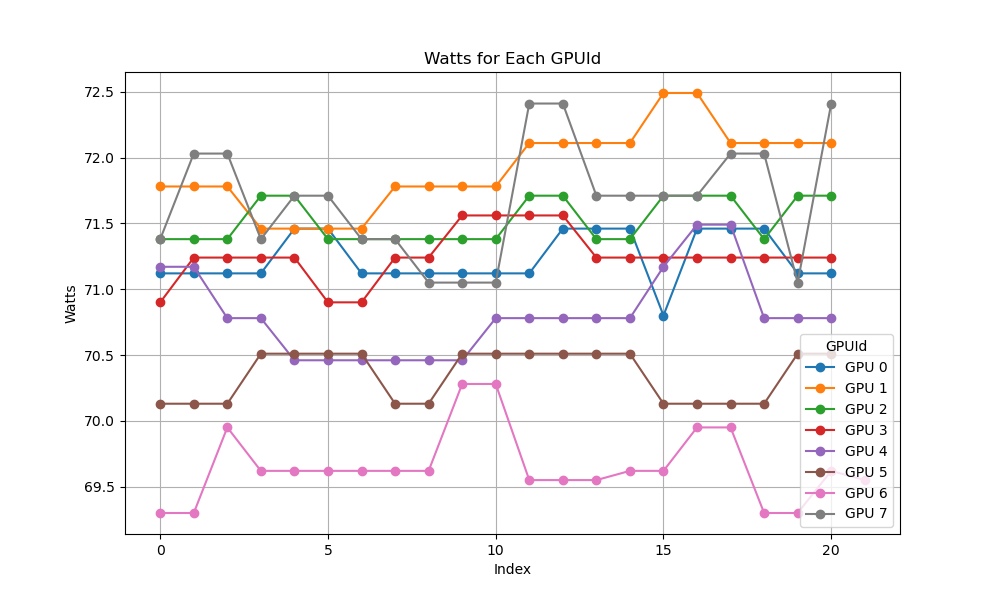 Watts for Each GPUId
Watts
72.5
72.0
71.5
71.0
70.5
70.0
69.5
0
5
10
15
20
Index
GPUId
GPU 0
GPU 1
GPU 2
GPU 3
GPU 4
GPU 5
GPU 6
GPU 7